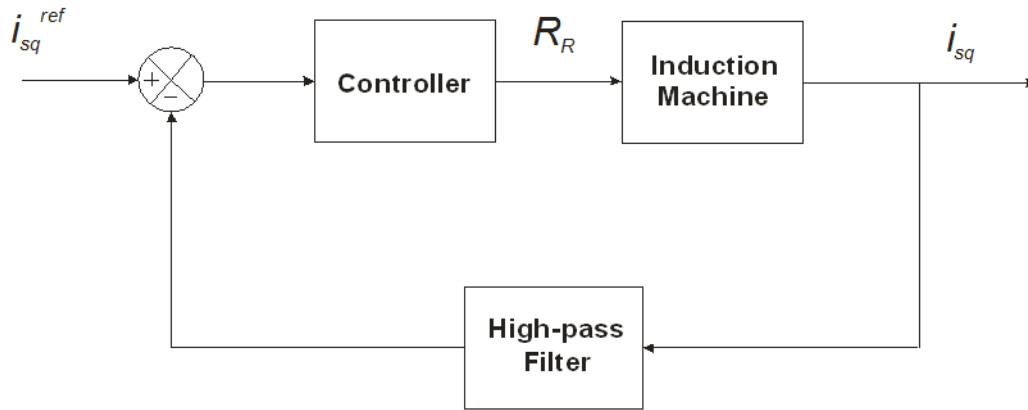 i_sq^ref
+
−
Controller
R_R
Induction
Machine
i_sq
High-pass
Filter